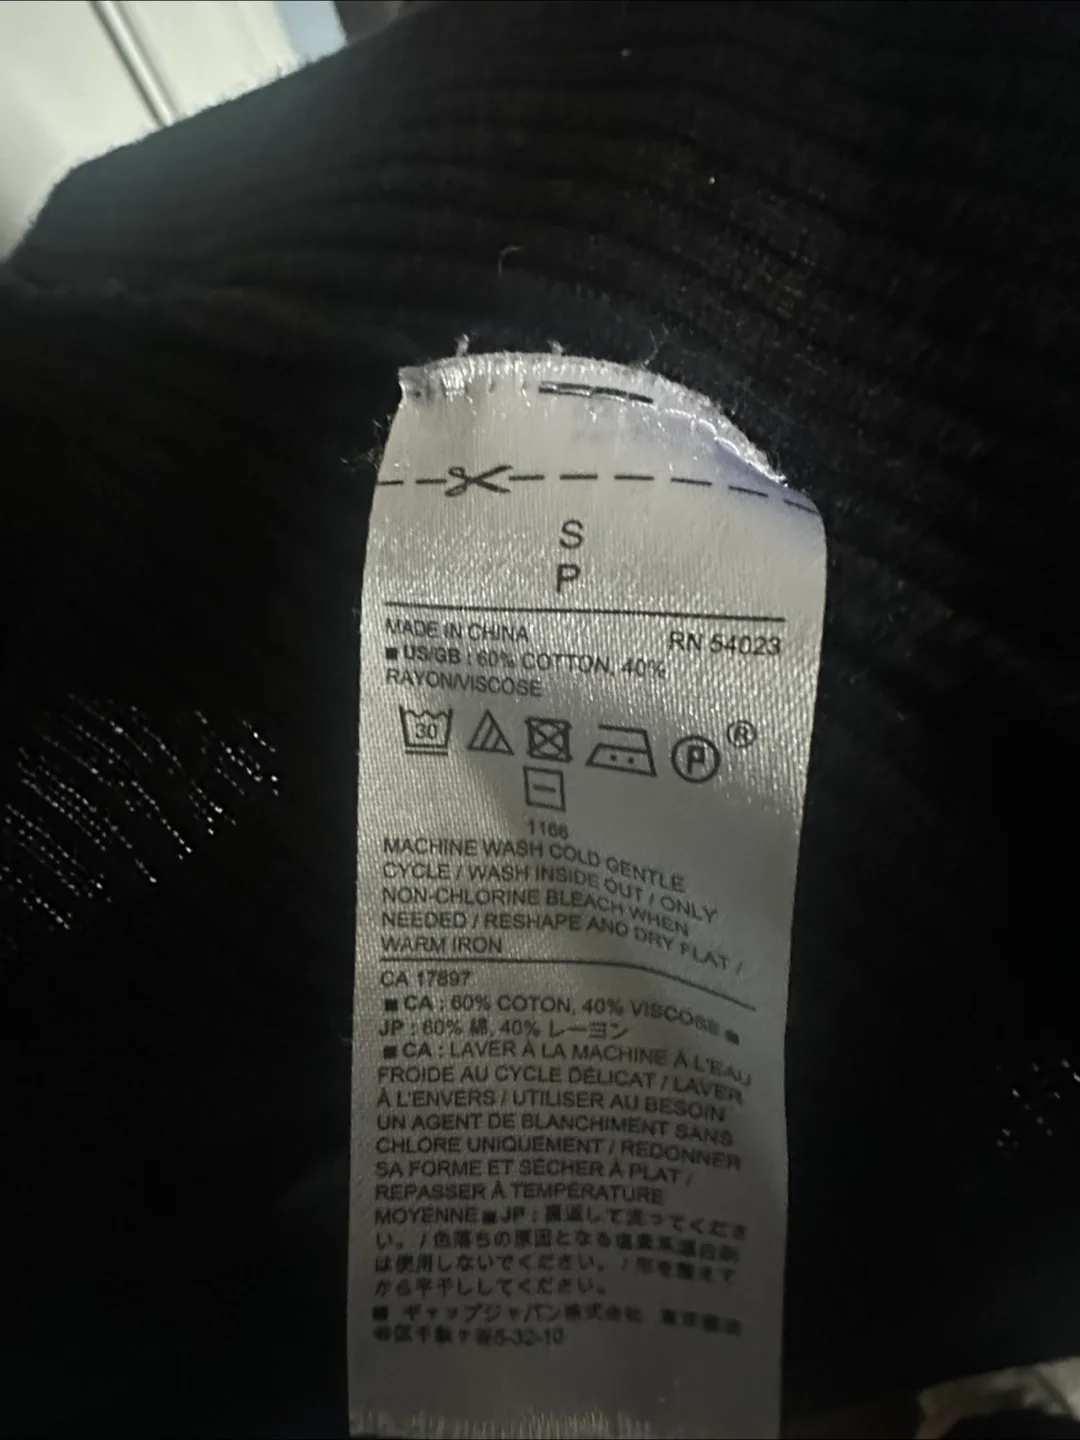 S
P
MADE IN CHINA RN 54023
■ US/GB : 60% COTTON, 40%
RAYON/VISCOSE
30 P ®
1166
MACHINE WASH COLD GENTLE
CYCLE / WASH INSIDE OUT / ONLY
NON-CHLORINE BLEACH WHEN
NEEDED / RESHAPE AND DRY FLAT /
WARM IRON
CA 17897
■ CA : 60% COTON, 40% VISCOSE ■
JP : 60% 綿, 40% レーヨン
■ CA : LAVER À LA MACHINE À L'EAU
FROIDE AU CYCLE DÉLICAT / LAVER
À L'ENVERS / UTILISER AU BESOIN
UN AGENT DE BLANCHIMENT SANS
CHLORE UNIQUEMENT / REDONNER
SA FORME ET SÉCHER À PLAT /
REPASSER À TEMPÉRATURE
MOYENNE ■ JP : 裏返して洗ってくださ
い。 / 色落ちの原因となる塩素系漂白剤
は使用しないでください。 / 形を整えて
から平干ししてください。
■ ギャップジャパン株式会社
千駄ヶ谷5-32-10